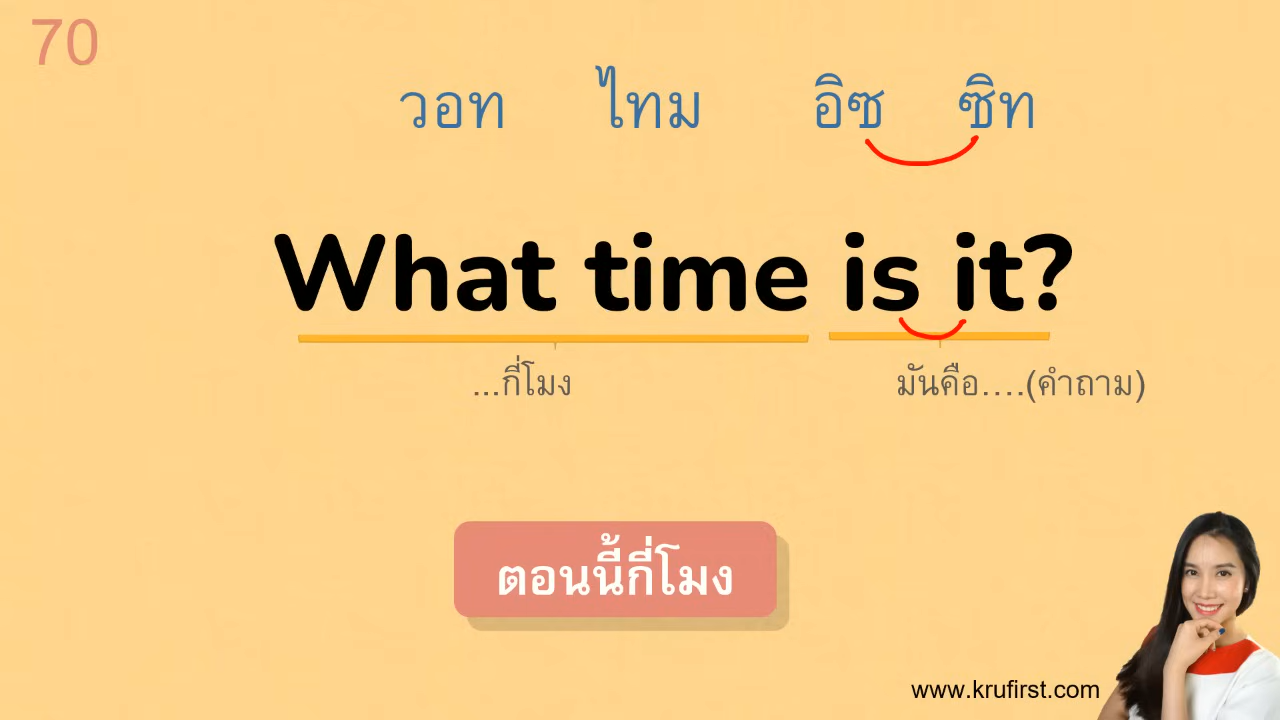 70
วอท ไทม อิซ ซิท
What time is it?
...กี่โมง มันคือ....(คำถาม)
ตอนนี้กี่โมง
www.krufirst.com